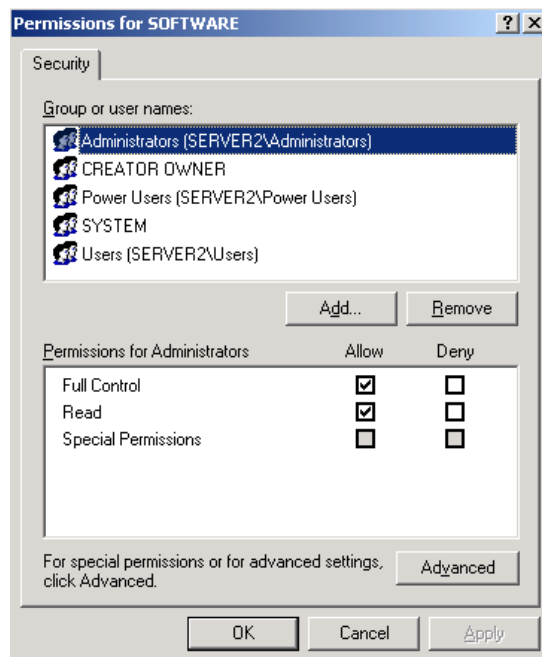 Permissions for SOFTWARE
Security
Group or user names:
Administrators (SERVER2\Administrators)
CREATOR OWNER
Power Users (SERVER2\Power Users)
SYSTEM
Users (SERVER2\Users)
Add... Remove
Permissions for Administrators Allow Deny
Full Control
Read
Special Permissions
For special permissions or for advanced settings,
click Advanced.
Advanced
OK Cancel Apply